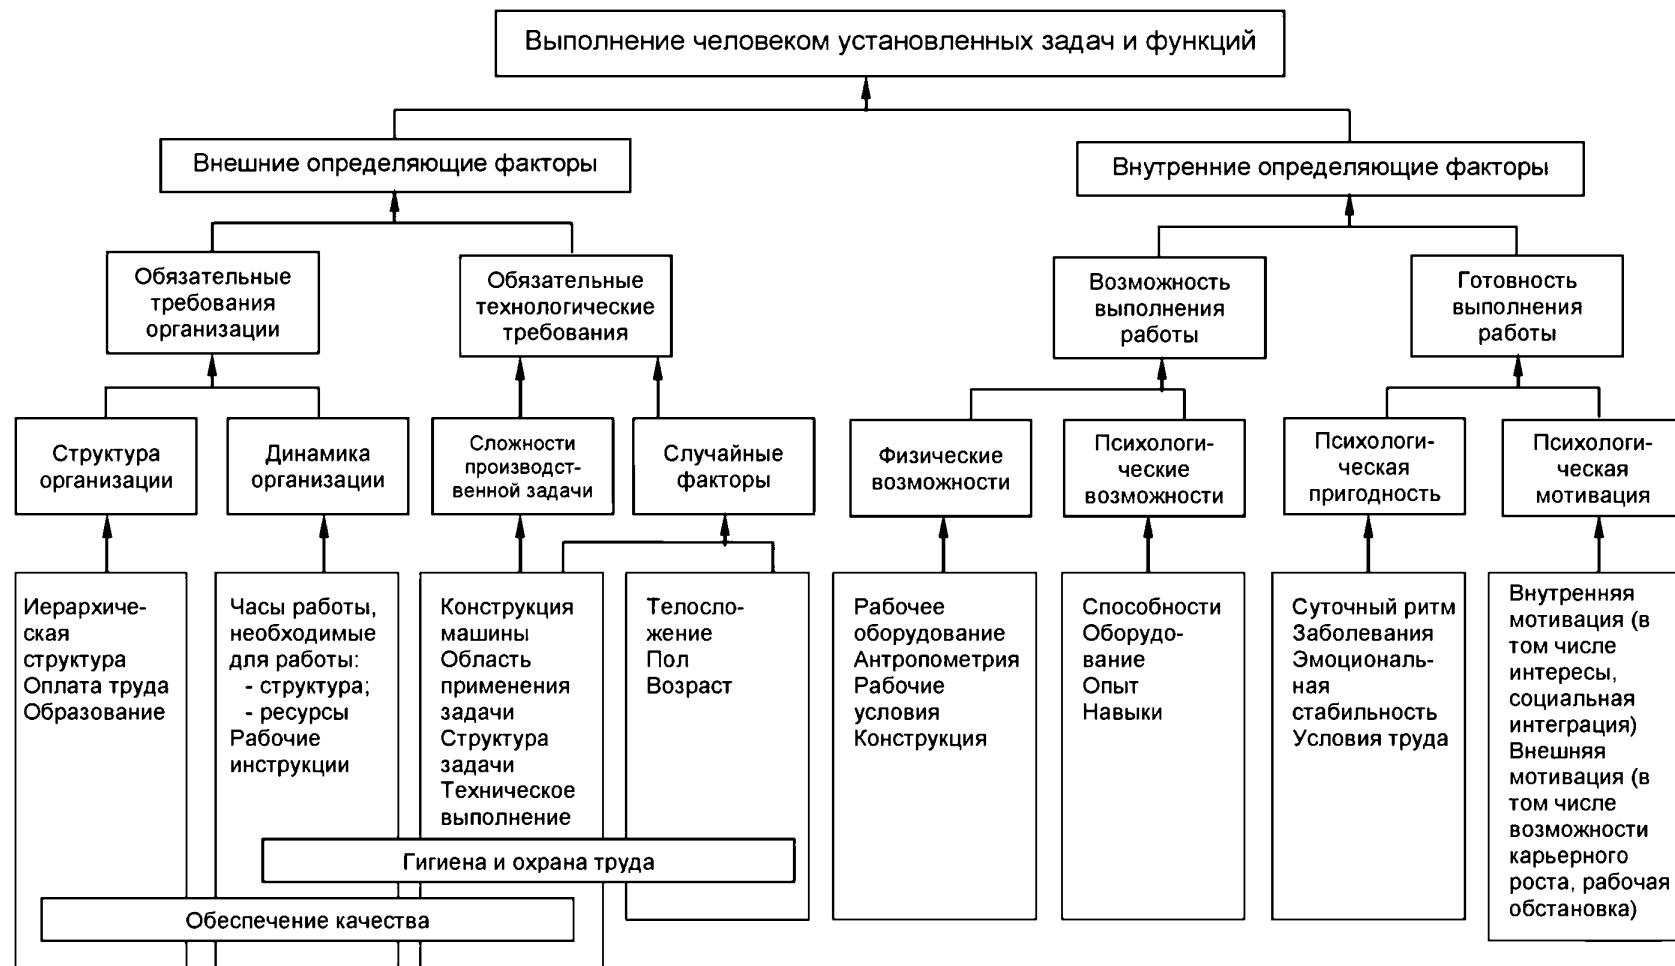 Выполнение человеком установленных задач и функций
Внешние определяющие факторы
Внутренние определяющие факторы
Обязательные
требования
организации
Обязательные
технологические
требования
Возможность
выполнения
работы
Готовность
выполнения
работы
Структура
организации
Динамика
организации
Сложности
производст-
венной задачи
Случайные
факторы
Физические
возможности
Психологи-
ческие
возможности
Психологи-
ческая
пригодность
Психологи-
ческая
мотивация
Иерархиче-
ская
структура
Оплата труда
Образование
Часы работы,
необходимые
для работы:
- структура;
- ресурсы
Рабочие
инструкции
Конструкция
машины
Область
применения
задачи
Структура
задачи
Техническое
выполнение
Телосло-
жение
Пол
Возраст
Рабочее
оборудование
Антропометрия
Рабочие
условия
Конструкция
Способности
Оборудо-
вание
Опыт
Навыки
Суточный ритм
Заболевания
Эмоциональ-
ная
стабильность
Условия труда
Внутренняя
мотивация (в
том числе
интересы,
социальная
интеграция)
Внешняя
мотивация (в
том числе
возможности
карьерного
роста, рабочая
обстановка)
Гигиена и охрана труда
Обеспечение качества